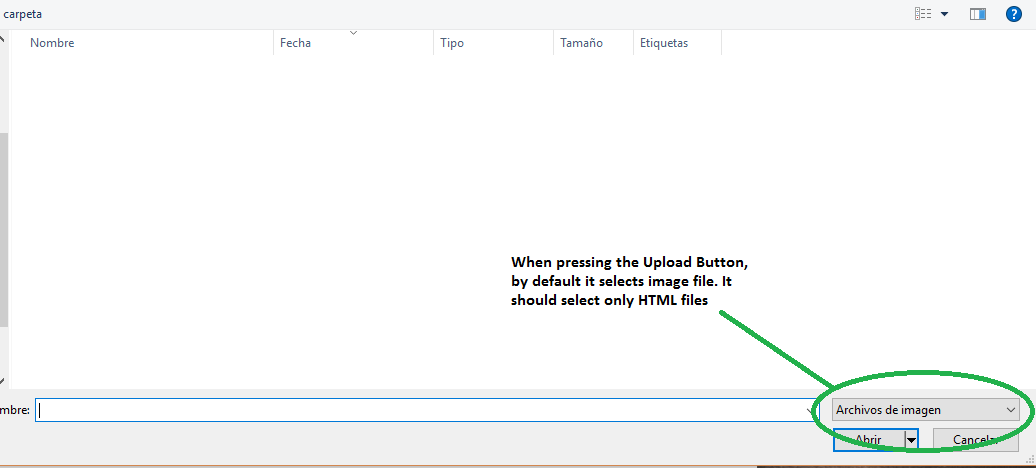 carpeta
Nombre Fecha Tipo Tamaño Etiquetas
When pressing the Upload Button,
by default it selects image file. It
should select only HTML files
mbre: Archivos de imagen
Abrir Cancelar